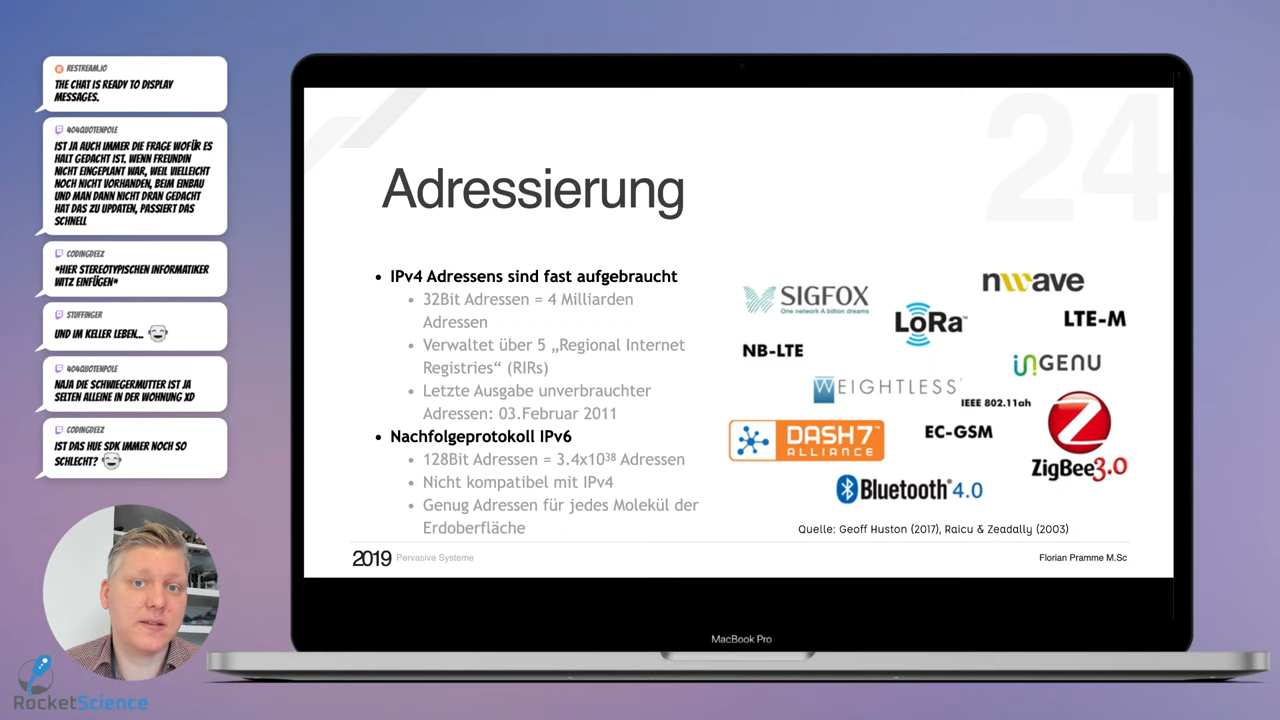 RESTREAM.IO
THE CHAT IS READY TO DISPLAY
MESSAGES.
404QUOTENPOLE
IST JA AUCH IMMER DIE FRAGE WOFÜR ES
HALT GEDACHT IST. WENN FREUNDIN
NICHT EINGEPLANT WAR, WEIL VIELLEICHT
NOCH NICHT VORHANDEN, BEIM EINBAU
UND MAN DANN NICHT DRAN GEDACHT
HAT DAS ZU UPDATEN, PASSIERT DAS
SCHNELL
CODINGDEEZ
*HIER STEREOTYPISCHEN INFORMATIKER
WITZ EINFÜGEN*
STUFFINGER
UND IM KELLER LEBEN...
404QUOTENPOLE
NAJA DIE SCHWIEGERMUTTER IST JA
SELTEN ALLEINE IN DER WOHNUNG XD
CODINGDEEZ
IST DAS HUE SDK IMMER NOCH SO
SCHLECHT?
RocketScience
24
Adressierung
• IPv4 Adressens sind fast aufgebraucht
• 32Bit Adressen = 4 Milliarden
Adressen
• Verwaltet über 5 „Regional Internet
Registries“ (RIRs)
• Letzte Ausgabe unverbrauchter
Adressen: 03.Februar 2011
• Nachfolgeprotokoll IPv6
• 128Bit Adressen = 3.4x10³⁸ Adressen
• Nicht kompatibel mit IPv4
• Genug Adressen für jedes Molekül der
Erdoberfläche
SIGFOX
One network A billion dreams
nwave
LoRa™
LTE-M
NB-LTE
inGENU
WEIGHTLESS
IEEE 802.11ah
DASH7
ALLIANCE
EC-GSM
Z
ZigBee3.0
Bluetooth® 4.0
Quelle: Geoff Huston (2017), Raicu & Zeadally (2003)
2019 Pervasive Systeme
Florian Pramme M.Sc
MacBook Pro